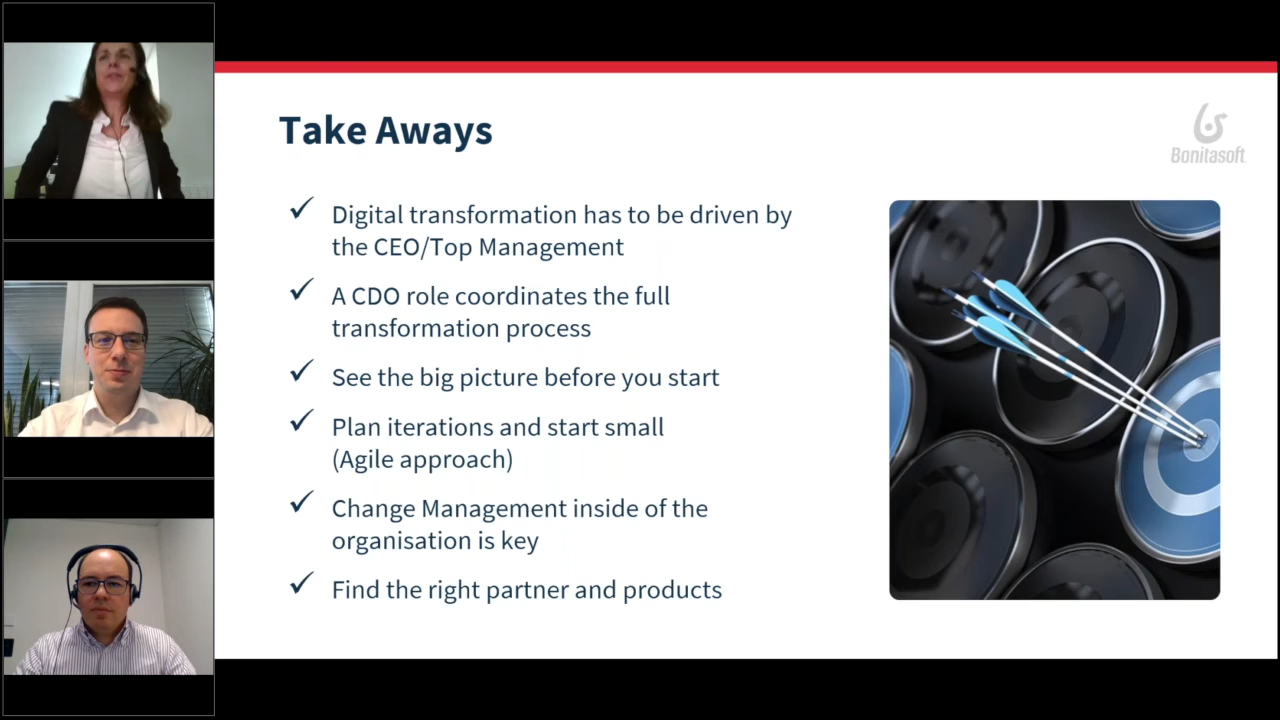 Take Aways
Bonitasoft
Digital transformation has to be driven by
the CEO/Top Management
A CDO role coordinates the full
transformation process
See the big picture before you start
Plan iterations and start small
(Agile approach)
Change Management inside of the
organisation is key
Find the right partner and products